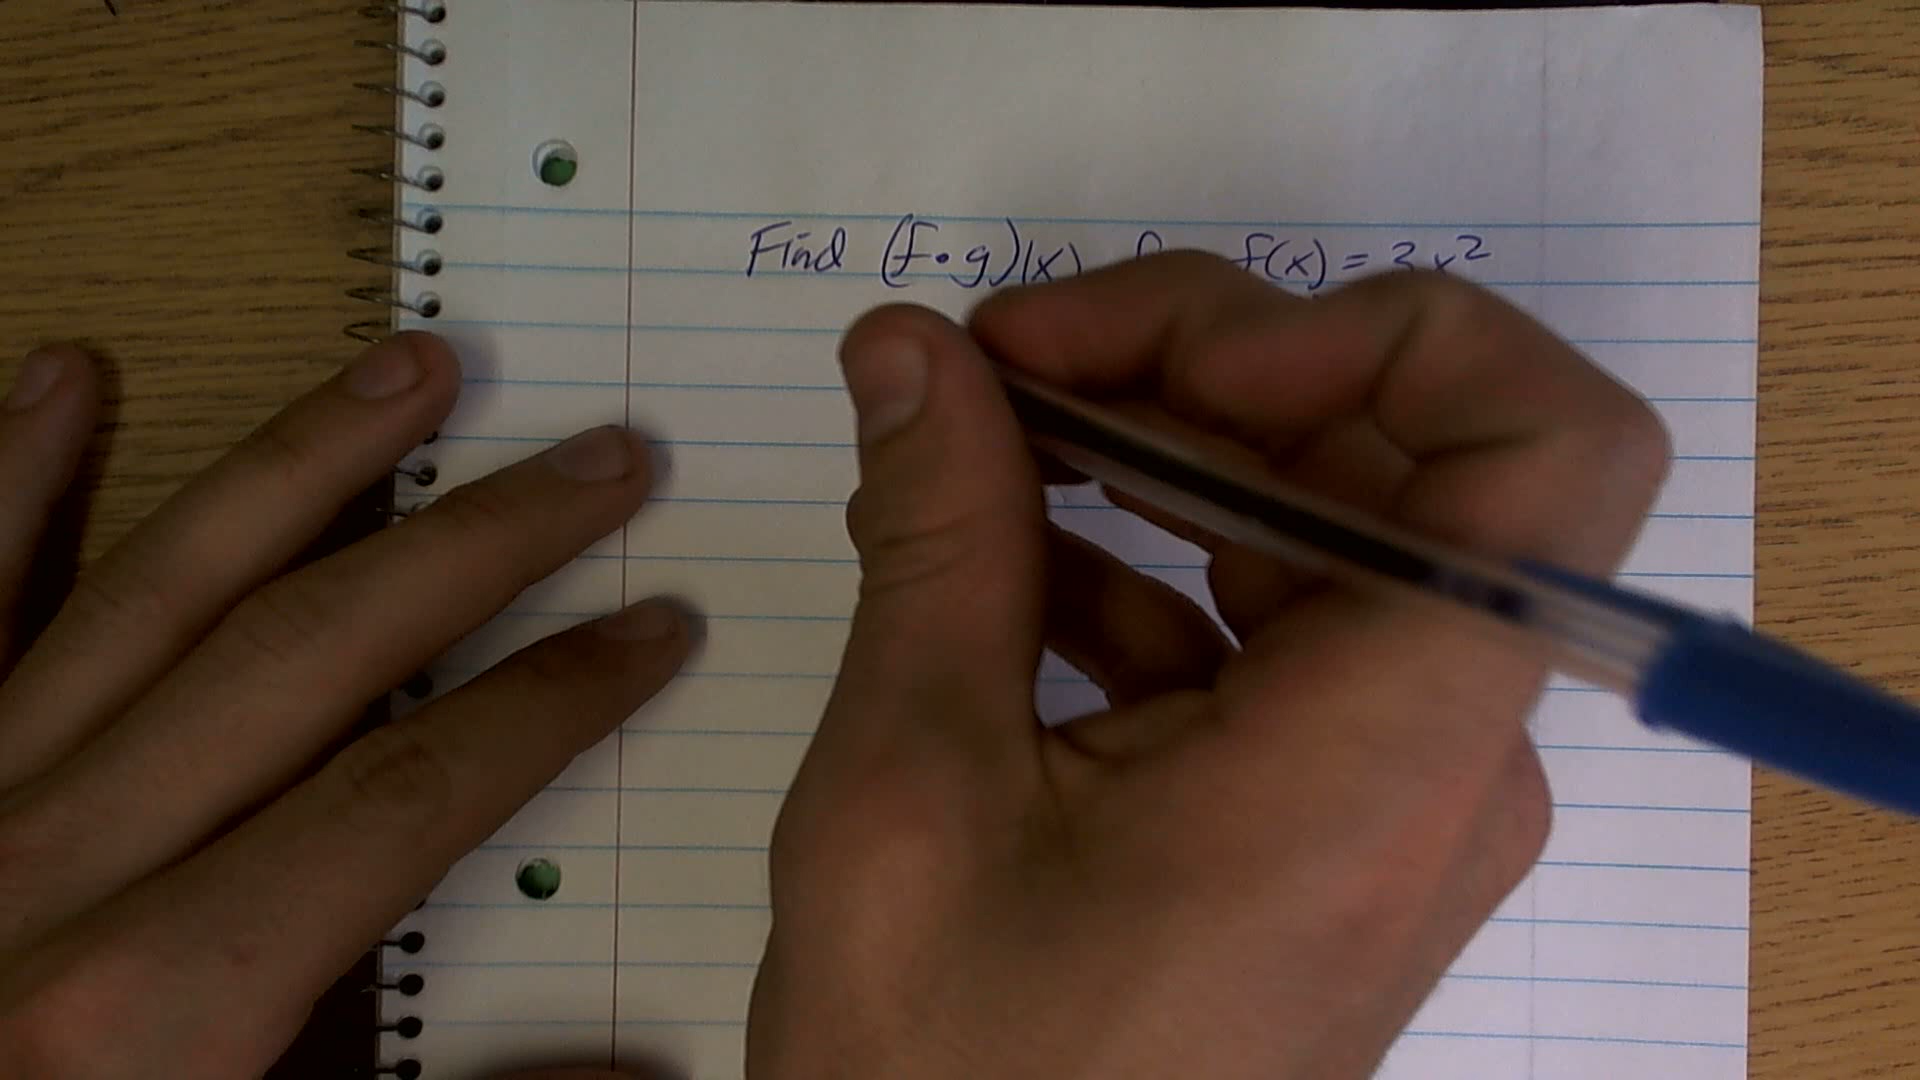 Find (f•g)(x) f(x) = 3x²